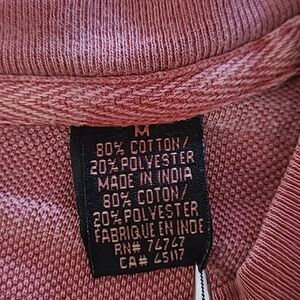 M
80% COTTON/
20% POLYESTER
MADE IN INDIA
80% COTON/
20% POLYESTER
FABRIQUE EN INDE
RN# 74747
CA# 45117